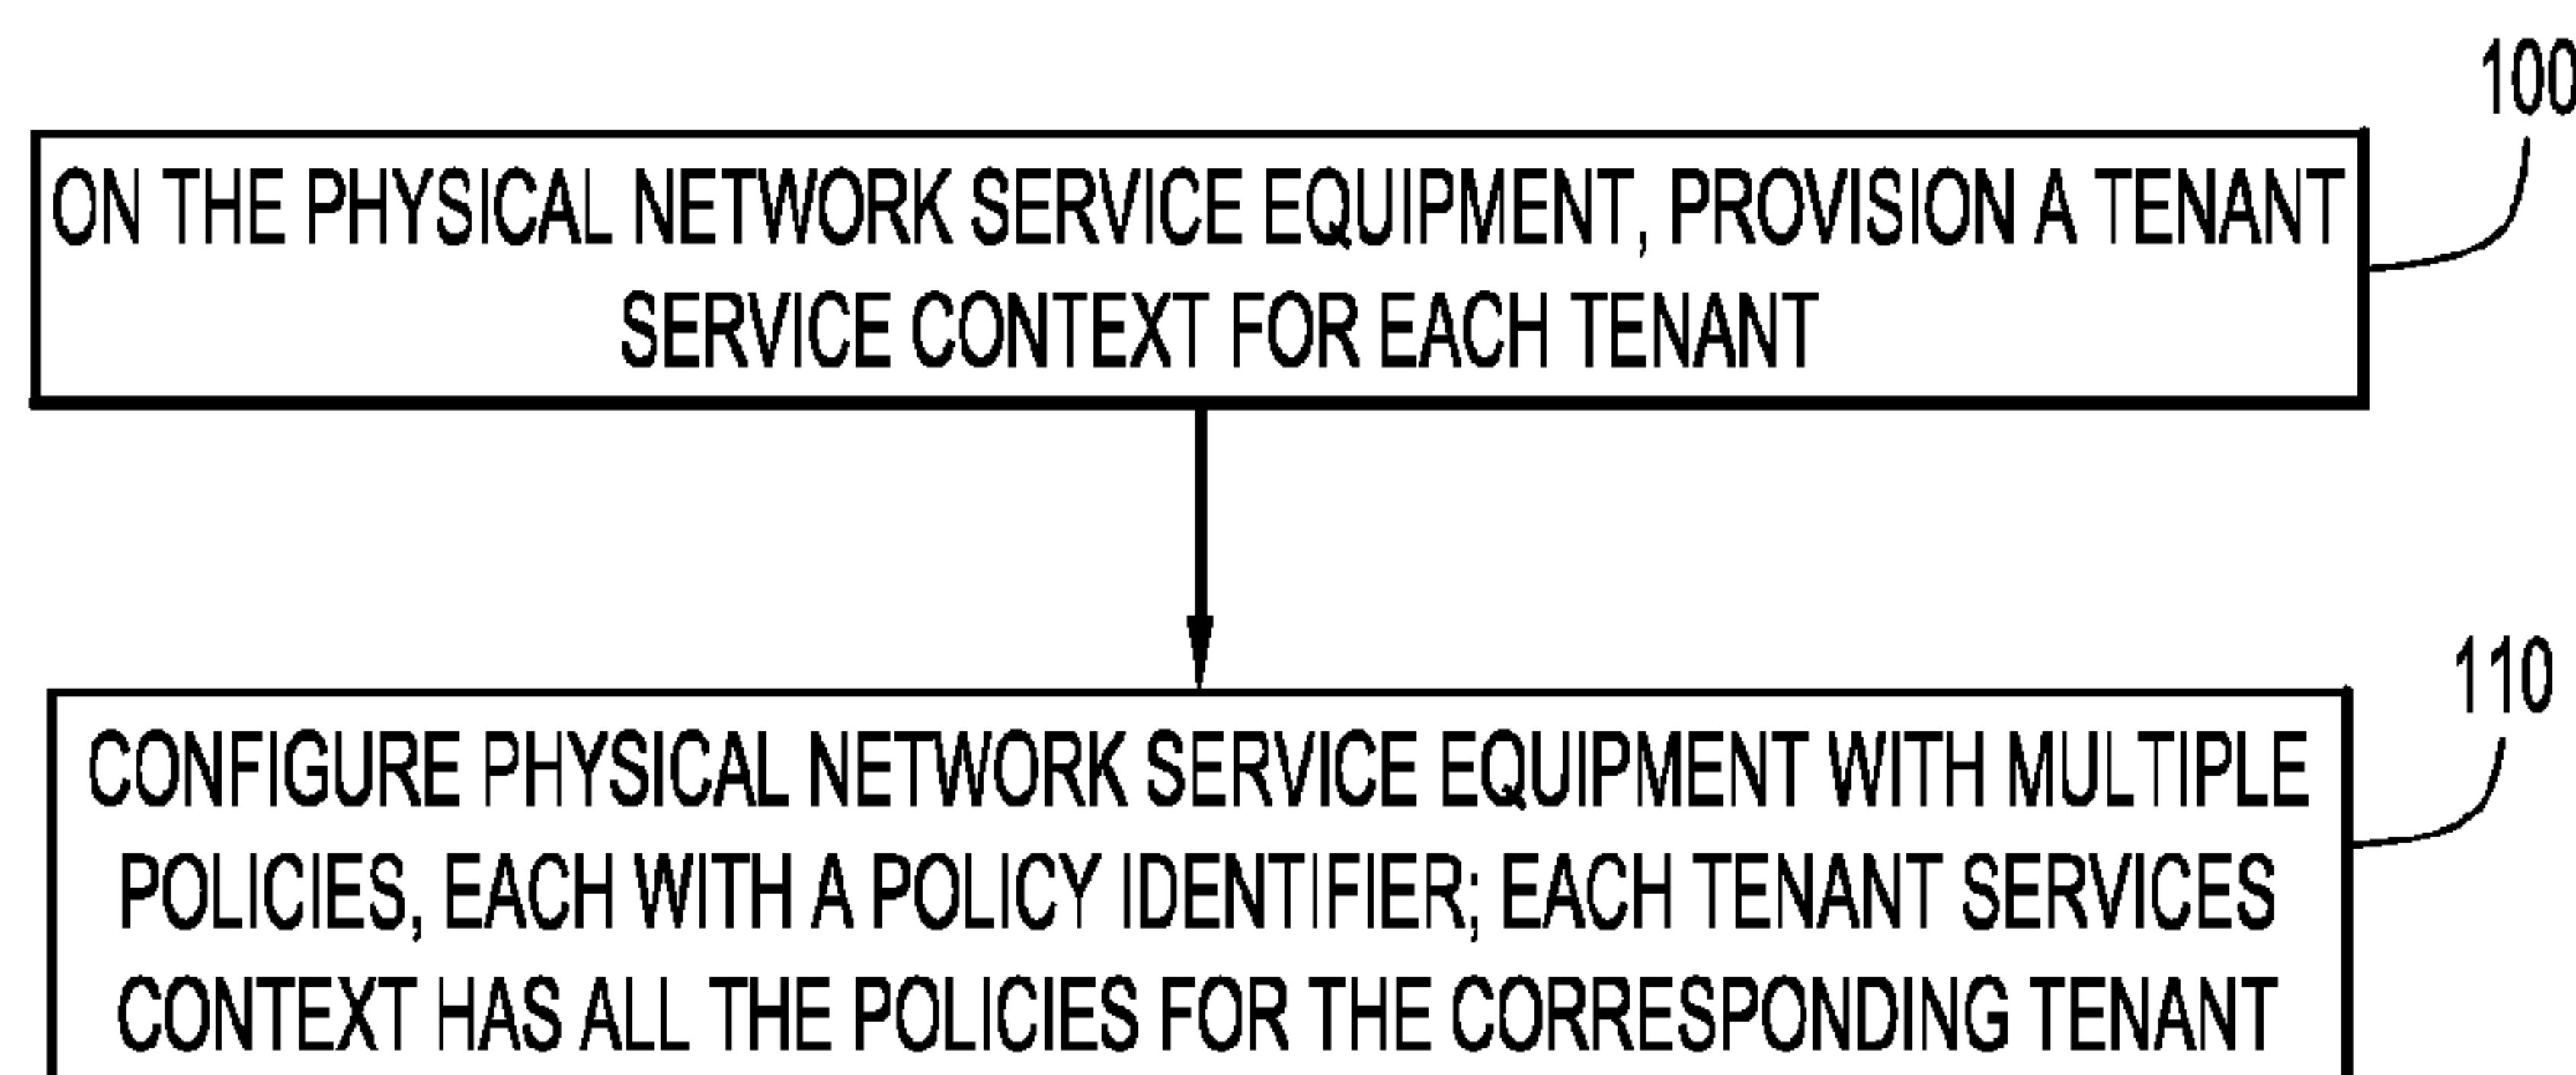 100
ON THE PHYSICAL NETWORK SERVICE EQUIPMENT, PROVISION A TENANT
SERVICE CONTEXT FOR EACH TENANT
110
CONFIGURE PHYSICAL NETWORK SERVICE EQUIPMENT WITH MULTIPLE
POLICIES, EACH WITH A POLICY IDENTIFIER; EACH TENANT SERVICES
CONTEXT HAS ALL THE POLICIES FOR THE CORRESPONDING TENANT